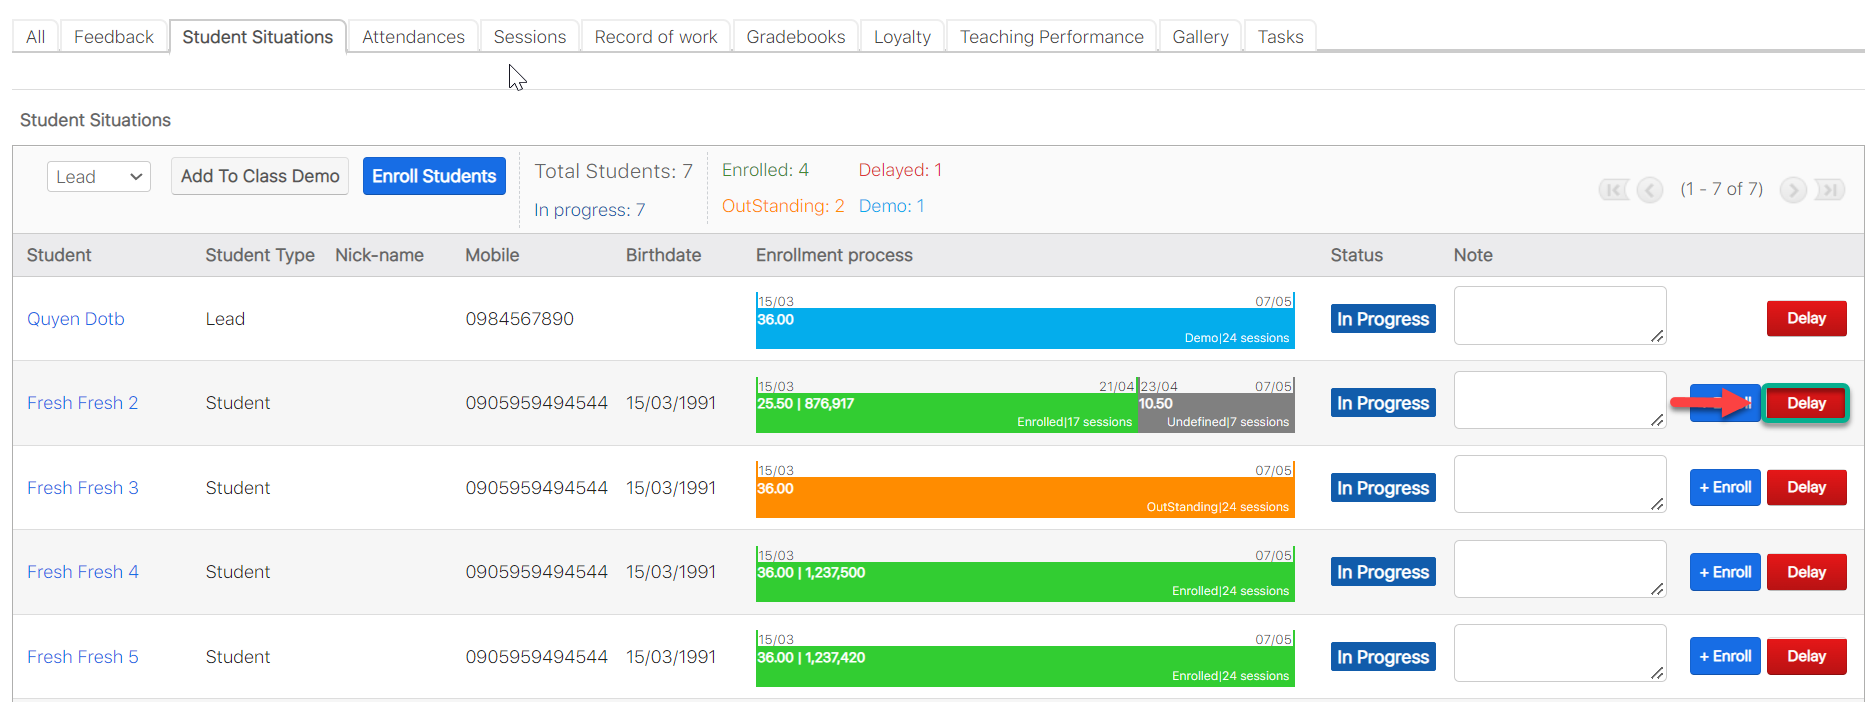 All Feedback Student Situations Attendances Sessions Record of work Gradebooks Loyalty Teaching Performance Gallery Tasks
Student Situations
Lead Add To Class Demo Enroll Students Total Students: 7 Enrolled: 4 Delayed: 1 (1 - 7 of 7)
In progress: 7 OutStanding: 2 Demo: 1
Student Student Type Nick-name Mobile Birthdate Enrollment process Status Note
15/03 07/05
Quyen Dotb Lead 0984567890 36.00 In Progress Delay
Demo|24 sessions
15/03 21/04 23/04 07/05
Fresh Fresh 2 Student 0905959494544 15/03/1991 25.50 | 876,917 10.50 In Progress Delay
Enrolled|17 sessions Undefined|7 sessions
15/03 07/05
Fresh Fresh 3 Student 0905959494544 15/03/1991 36.00 In Progress + Enroll Delay
OutStanding|24 sessions
15/03 07/05
Fresh Fresh 4 Student 0905959494544 15/03/1991 36.00 | 1,237,500 In Progress + Enroll Delay
Enrolled|24 sessions
15/03 07/05
Fresh Fresh 5 Student 0905959494544 15/03/1991 36.00 | 1,237,420 In Progress + Enroll Delay
Enrolled|24 sessions